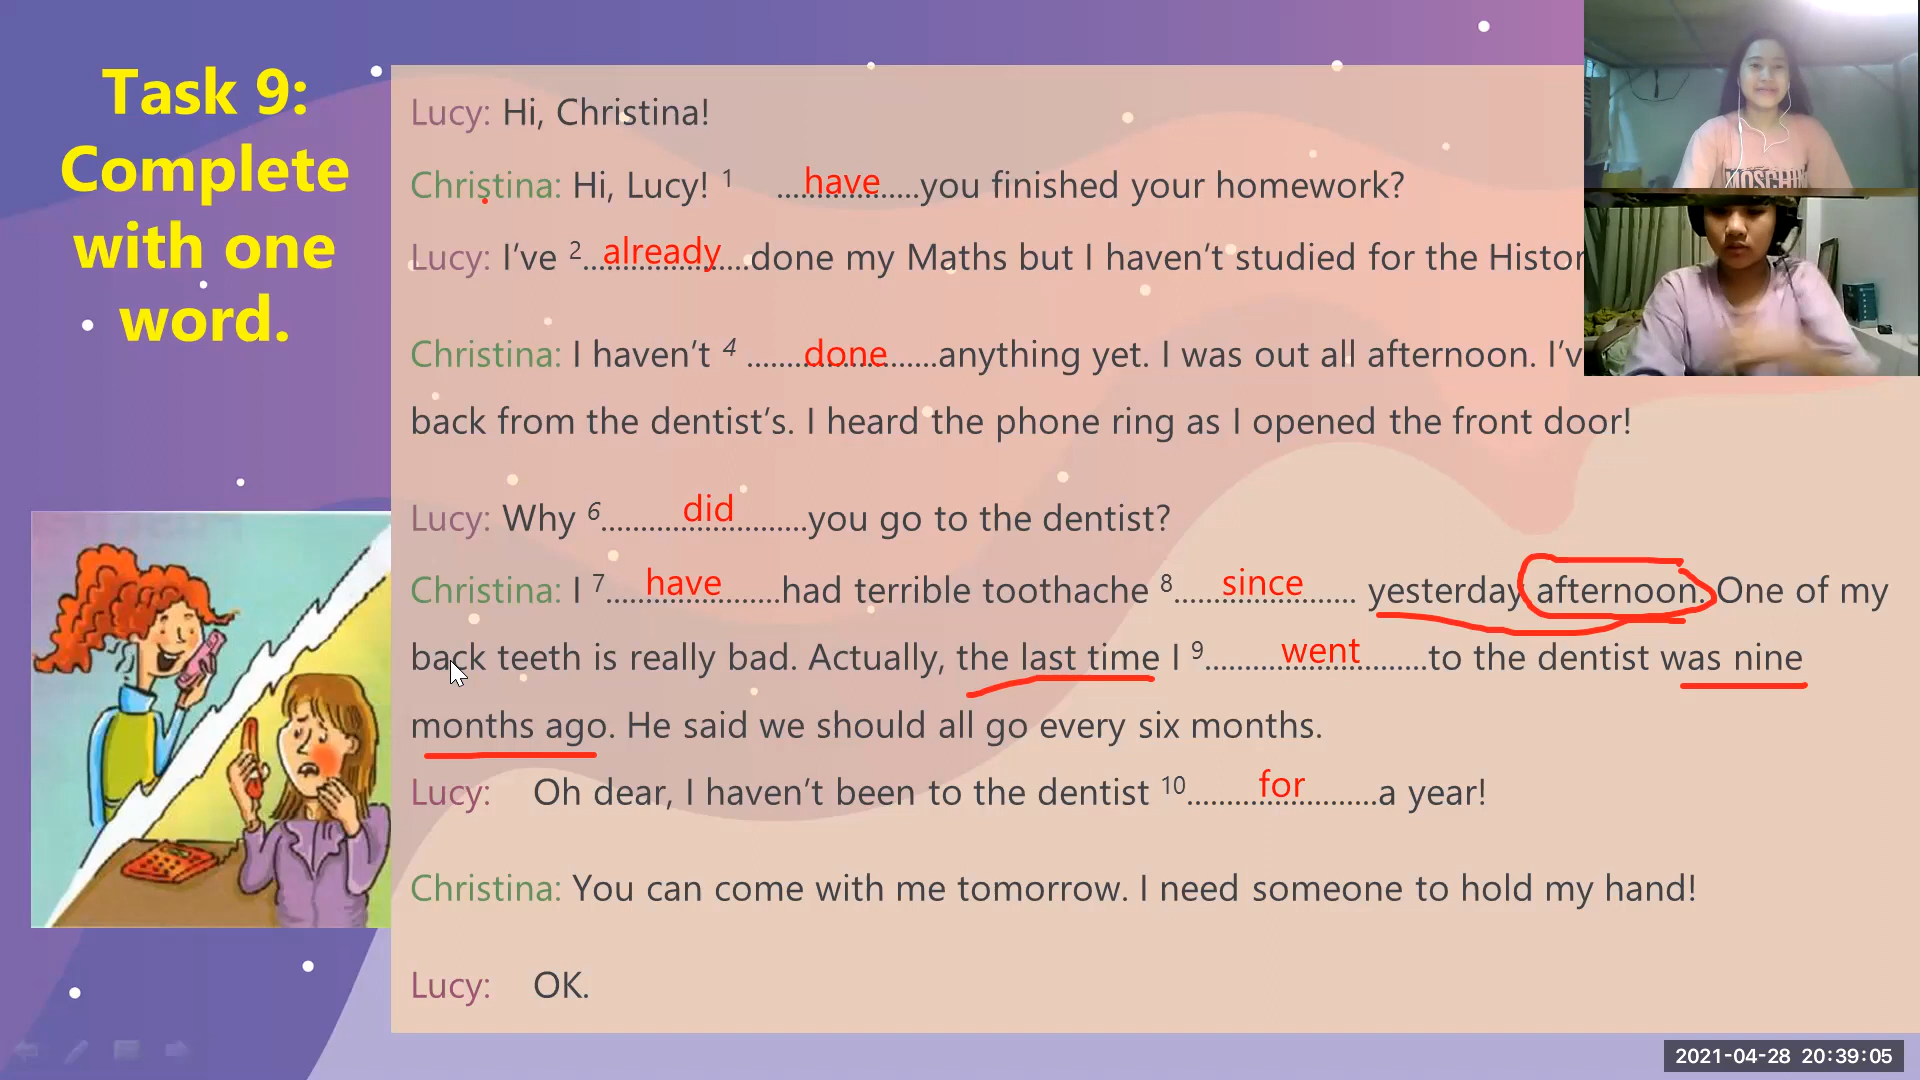 Task 9:
Complete
with one
word.
Lucy: Hi, Christina!
Christina: Hi, Lucy! 1 .......have.......you finished your homework?
Lucy: I've 2.......already.......done my Maths but I haven't studied for the Histor
Christina: I haven't 4 .......done.......anything yet. I was out all afternoon. I'v
back from the dentist's. I heard the phone ring as I opened the front door!
Lucy: Why 6.......did.......you go to the dentist?
Christina: I 7.......have.......had terrible toothache 8.......since....... yesterday afternoon. One of my
back teeth is really bad. Actually, the last time I 9.......went.......to the dentist was nine
months ago. He said we should all go every six months.
Lucy: Oh dear, I haven't been to the dentist 10.......for.......a year!
Christina: You can come with me tomorrow. I need someone to hold my hand!
Lucy: OK.
MOSCHINO
2021-04-28 20:39:05